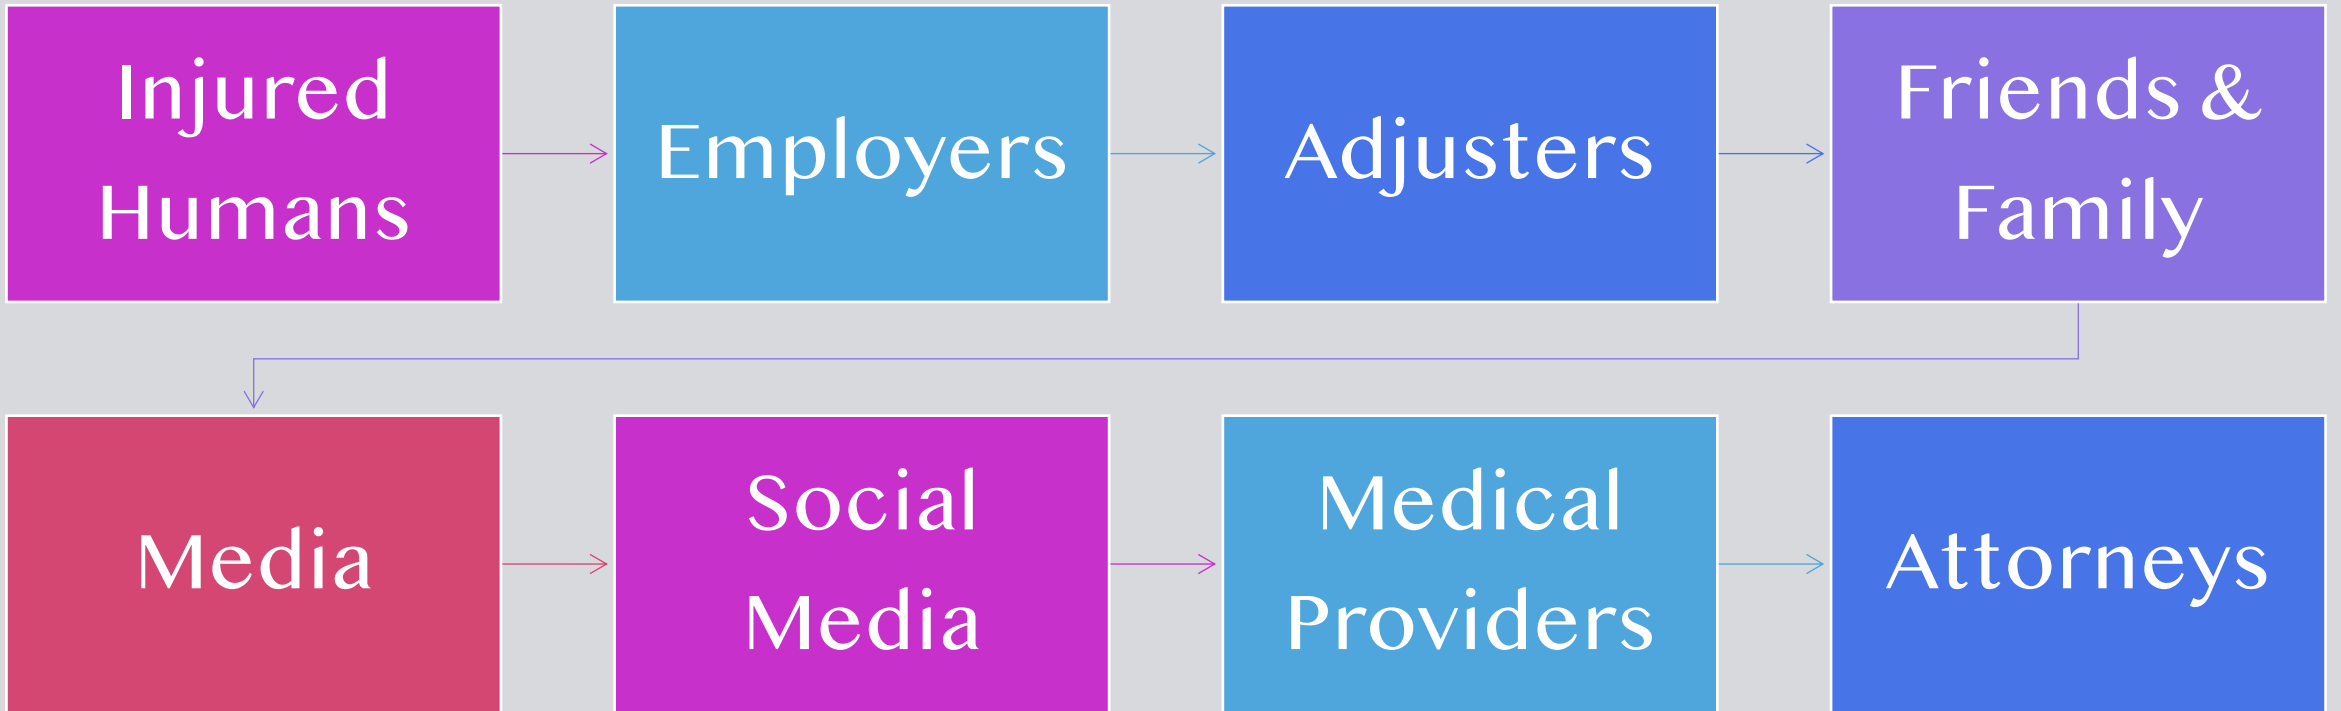 Injured
Humans
Employers
Adjusters
Friends &
Family
Media
Social
Media
Medical
Providers
Attorneys